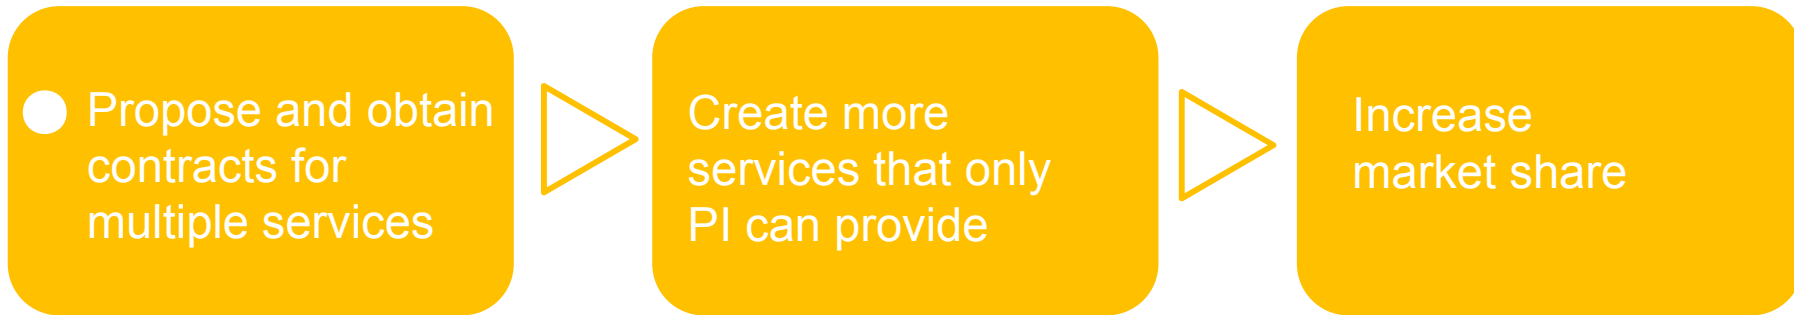 Propose and obtain
contracts for
multiple services
Create more
services that only
PI can provide
Increase
market share